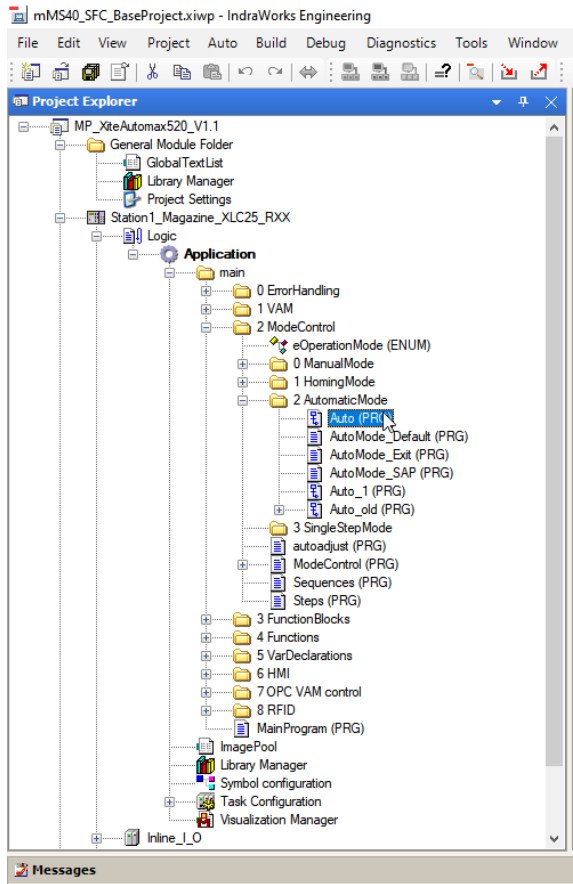 mMS40_SFC_BaseProject.xiwp - IndraWorks Engineering
File Edit View Project Auto Build Debug Diagnostics Tools Window
Project Explorer
MP_XiteAutomax520_V1.1
General Module Folder
GlobalTextList
Library Manager
Project Settings
Station1_Magazine_XLC25_RXX
Logic
Application
main
0 ErrorHandling
1 VAM
2 ModeControl
eOperationMode (ENUM)
0 ManualMode
1 HomingMode
2 AutomaticMode
Auto (PRG)
AutoMode_Default (PRG)
AutoMode_Exit (PRG)
AutoMode_SAP (PRG)
Auto_1 (PRG)
Auto_old (PRG)
3 SingleStepMode
autoadjust (PRG)
ModeControl (PRG)
Sequences (PRG)
Steps (PRG)
3 FunctionBlocks
4 Functions
5 VarDeclarations
6 HMI
7 OPC VAM control
8 RFID
MainProgram (PRG)
ImagePool
Library Manager
Symbol configuration
Task Configuration
Visualization Manager
Inline_I_O
Messages